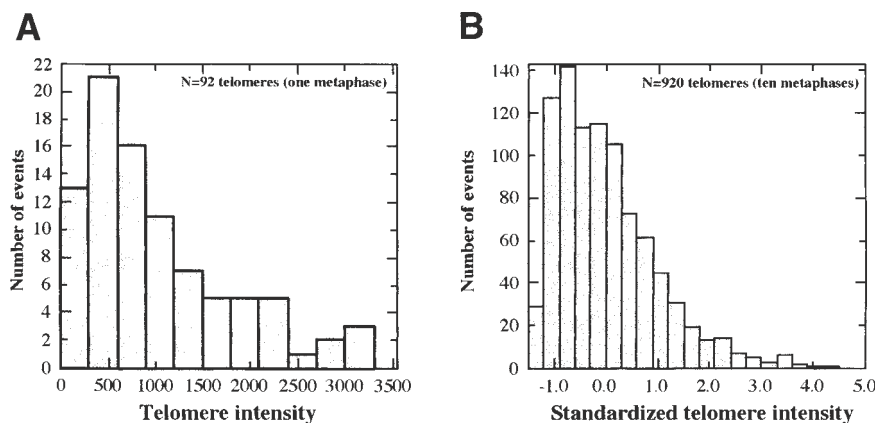 A
N=92 telomeres (one metaphase)
Number of events
22
20
18
16
14
12
10
8
6
4
2
0
0 500 1000 1500 2000 2500 3000 3500
Telomere intensity
B
N=920 telomeres (ten metaphases)
Number of events
140
120
100
80
60
40
20
0
-1.0 0.0 1.0 2.0 3.0 4.0 5.0
Standardized telomere intensity